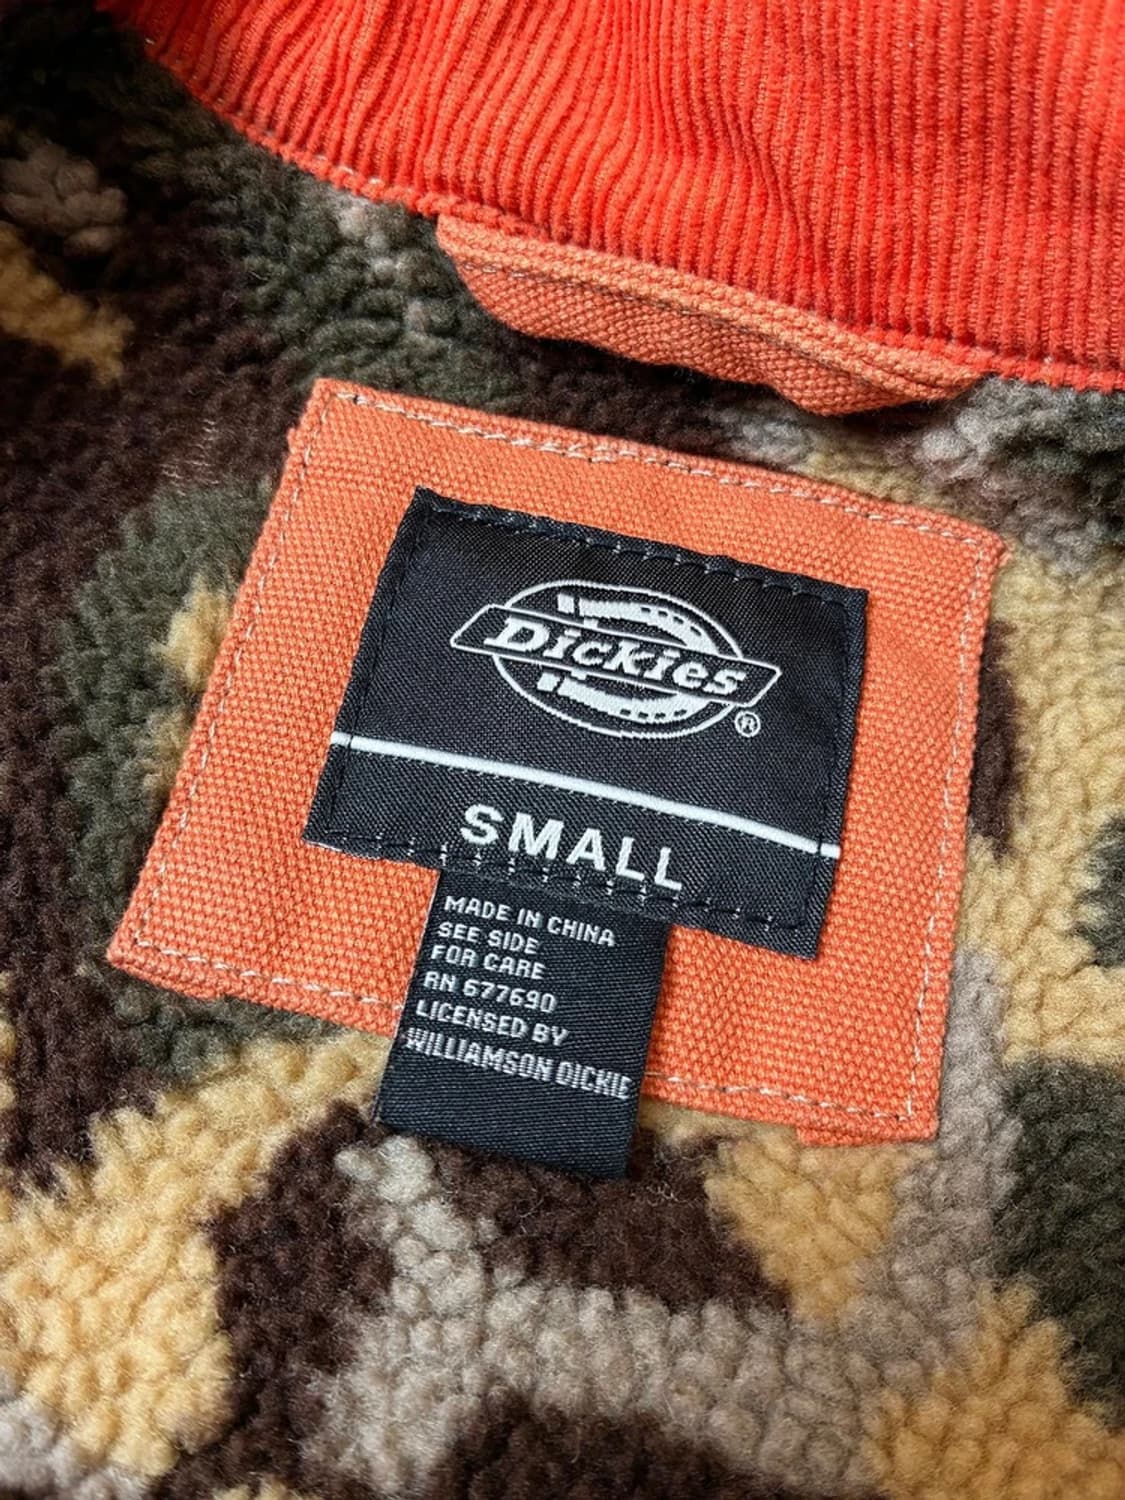 Dickies®
SMALL
MADE IN CHINA
SEE SIDE
FOR CARE
RN 677690
LICENSED BY
WILLIAMSON DICKIE